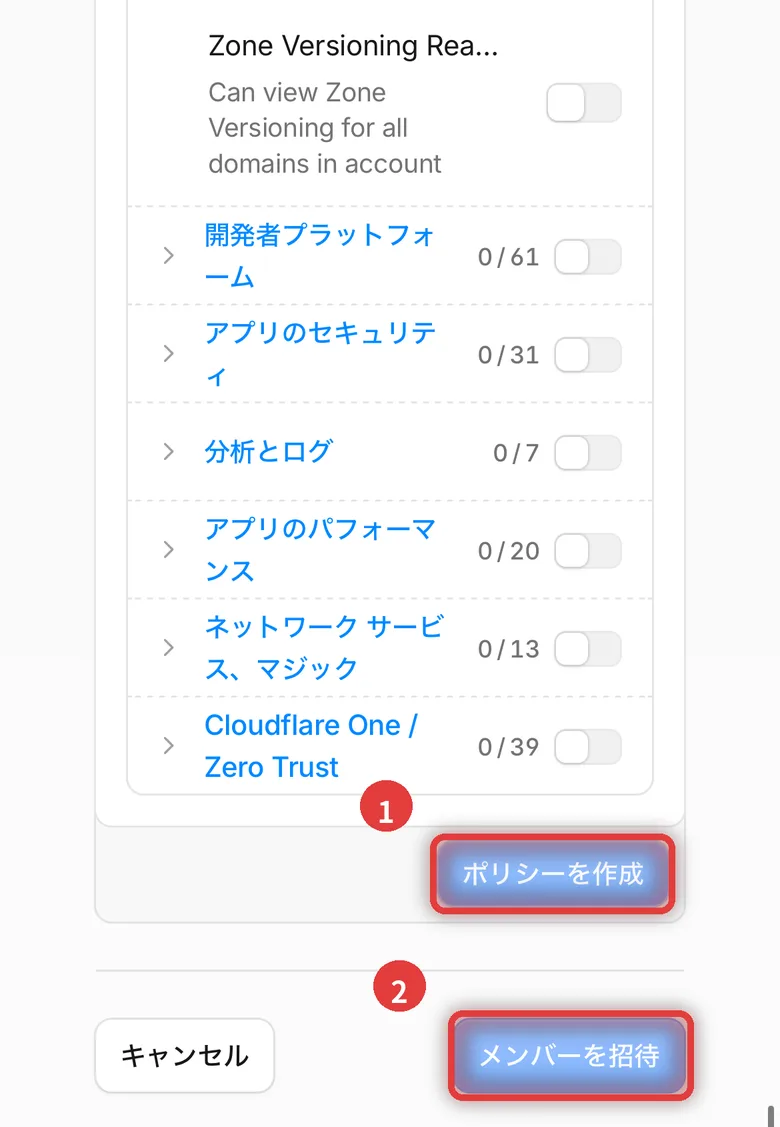 Zone Versioning Rea...
Can view Zone
Versioning for all
domains in account
開発者プラットフォ
ーム
0/61
アプリのセキュリテ
ィ
0/31
分析とログ
0/7
アプリのパフォーマ
ンス
0/20
ネットワーク サービ
ス、マジック
0/13
Cloudflare One /
Zero Trust
0/39
1
ポリシーを作成
2
キャンセル
メンバーを招待